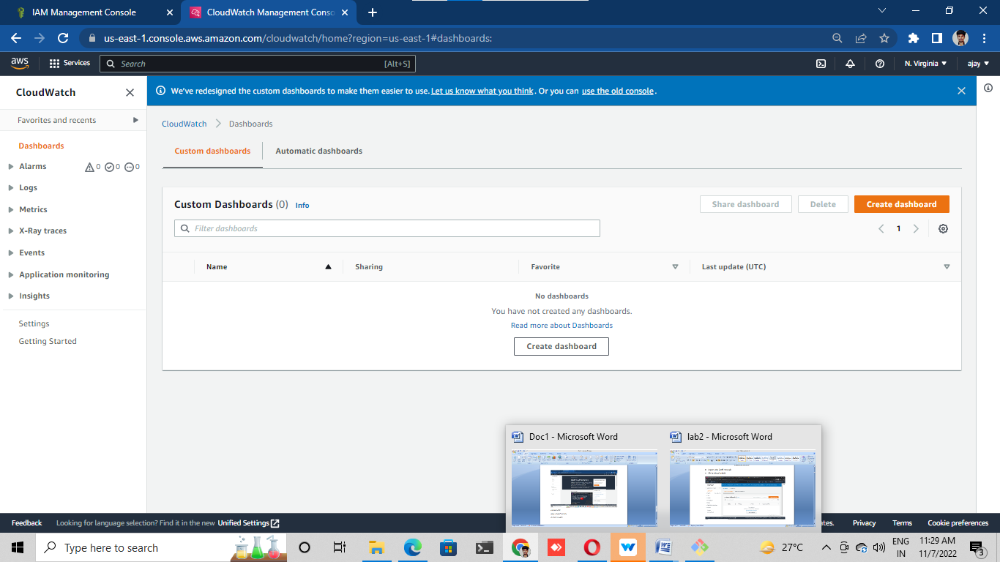 IAM Management Console
CloudWatch Management Conso
us-east-1.console.aws.amazon.com/cloudwatch/home?region=us-east-1#dashboards:
aws
Services
Search
[Alt+S]
N. Virginia
ajay
CloudWatch
We've redesigned the custom dashboards to make them easier to use. Let us know what you think. Or you can use the old console.
Favorites and recents
CloudWatch
Dashboards
Dashboards
Custom dashboards
Automatic dashboards
Alarms
0
0
0
Logs
Metrics
X-Ray traces
Events
Application monitoring
Insights
Settings
Getting Started
Custom Dashboards (0)
Info
Share dashboard
Delete
Create dashboard
Filter dashboards
1
Name
Sharing
Favorite
Last update (UTC)
No dashboards
You have not created any dashboards.
Read more about Dashboards
Create dashboard
Doc1 - Microsoft Word
lab2 - Microsoft Word
Feedback
Looking for language selection? Find it in the new Unified Settings
ates.
Privacy
Terms
Cookie preferences
Type here to search
27°C
ENG
IN
11:29 AM
11/7/2022
3